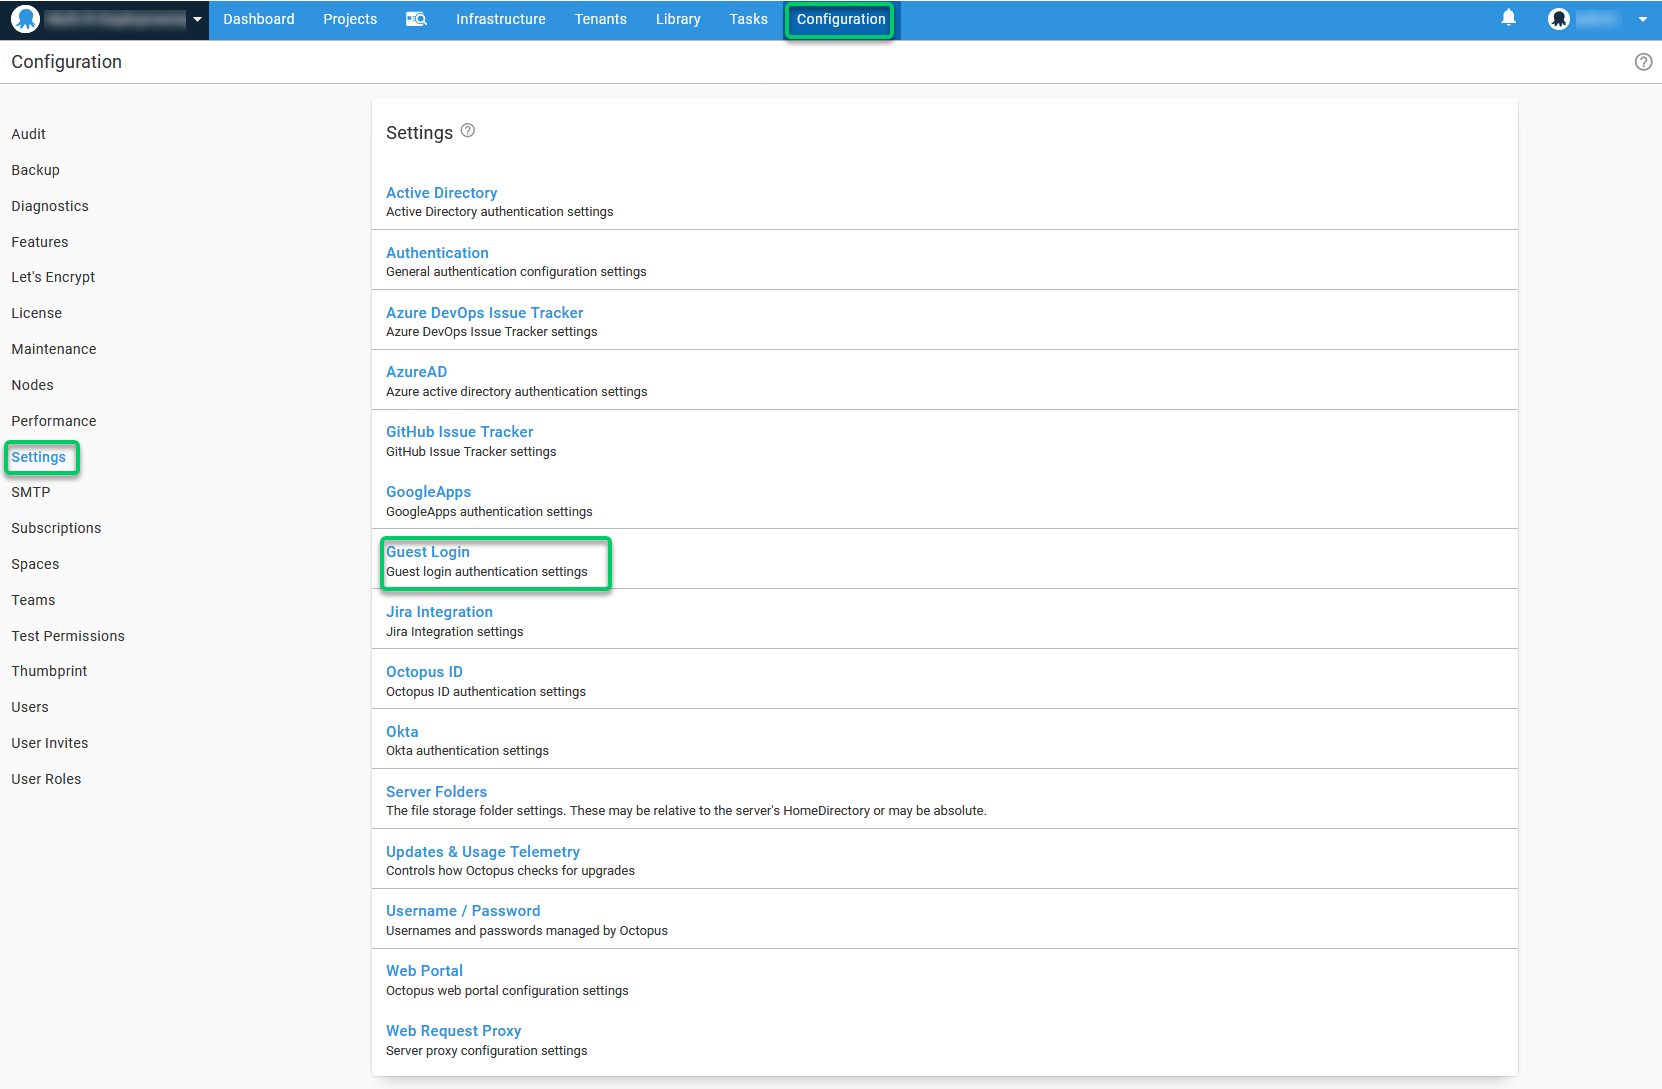 Dashboard Projects Infrastructure Tenants Library Tasks Configuration
Configuration
Audit
Backup
Diagnostics
Features
Let's Encrypt
License
Maintenance
Nodes
Performance
Settings
SMTP
Subscriptions
Spaces
Teams
Test Permissions
Thumbprint
Users
User Invites
User Roles
Settings
Active Directory
Active Directory authentication settings
Authentication
General authentication configuration settings
Azure DevOps Issue Tracker
Azure DevOps Issue Tracker settings
AzureAD
Azure active directory authentication settings
GitHub Issue Tracker
GitHub Issue Tracker settings
GoogleApps
GoogleApps authentication settings
Guest Login
Guest login authentication settings
Jira Integration
Jira Integration settings
Octopus ID
Octopus ID authentication settings
Okta
Okta authentication settings
Server Folders
The file storage folder settings. These may be relative to the server's HomeDirectory or may be absolute.
Updates & Usage Telemetry
Controls how Octopus checks for upgrades
Username / Password
Usernames and passwords managed by Octopus
Web Portal
Octopus web portal configuration settings
Web Request Proxy
Server proxy configuration settings